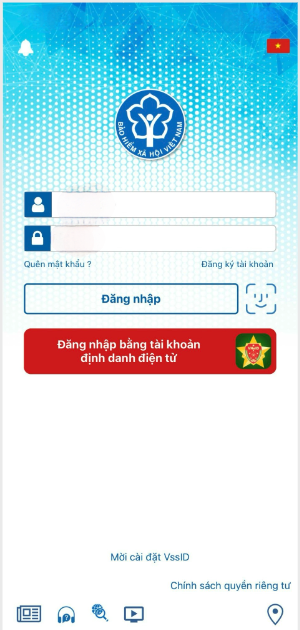 BẢO HIỂM XÃ HỘI VIỆT NAM
Quên mật khẩu ?
Đăng ký tài khoản
Đăng nhập
Đăng nhập bằng tài khoản
định danh điện tử
Mời cài đặt VssID
Chính sách quyền riêng tư